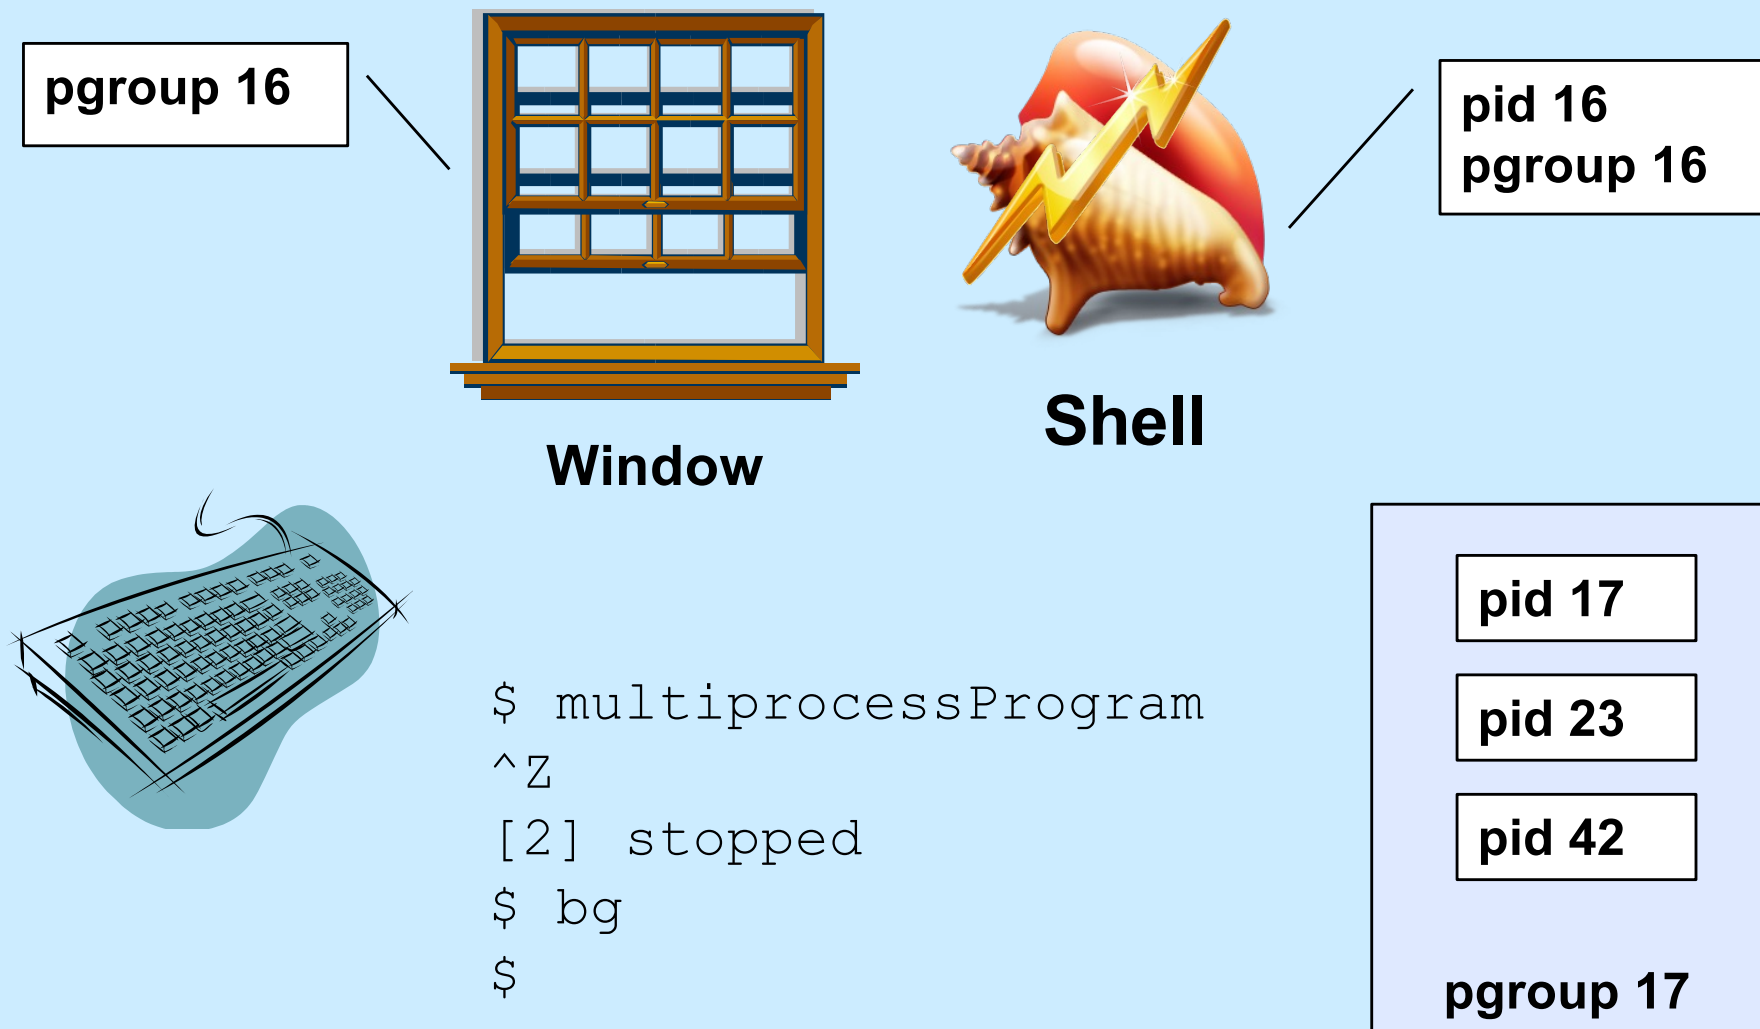 pgroup 16
pid 16
pgroup 16
Window
Shell
$ multiprocessProgram
^Z
[2] stopped
$ bg
$
pid 17
pid 23
pid 42
pgroup 17